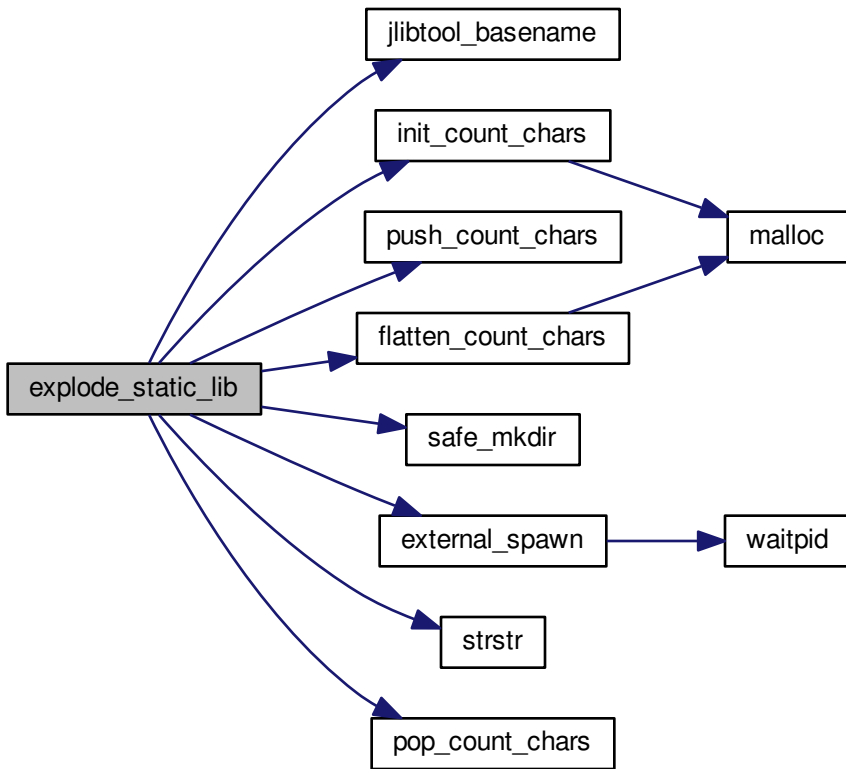 jlibtool_basename
init_count_chars
push_count_chars
malloc
flatten_count_chars
explode_static_lib
safe_mkdir
external_spawn
waitpid
strstr
pop_count_chars